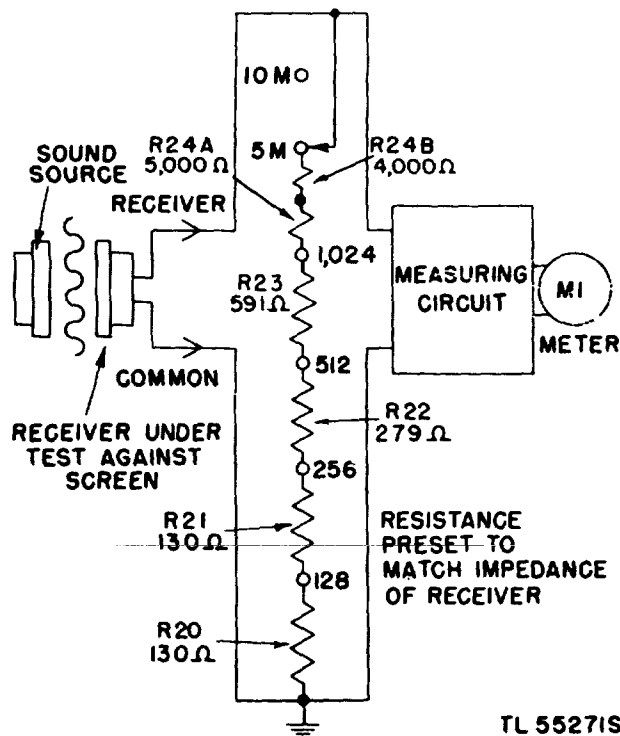 10 M
R24A
5,000 Ω
5 M
R24B
4,000 Ω
SOUND
SOURCE
RECEIVER
1,024
R23
591 Ω
MEASURING
CIRCUIT
M1
METER
COMMON
512
R22
279 Ω
RECEIVER UNDER
TEST AGAINST
SCREEN
256
R21
130 Ω
RESISTANCE
PRESET TO
MATCH IMPEDANCE
OF RECEIVER
128
R20
130 Ω
TL 55271S